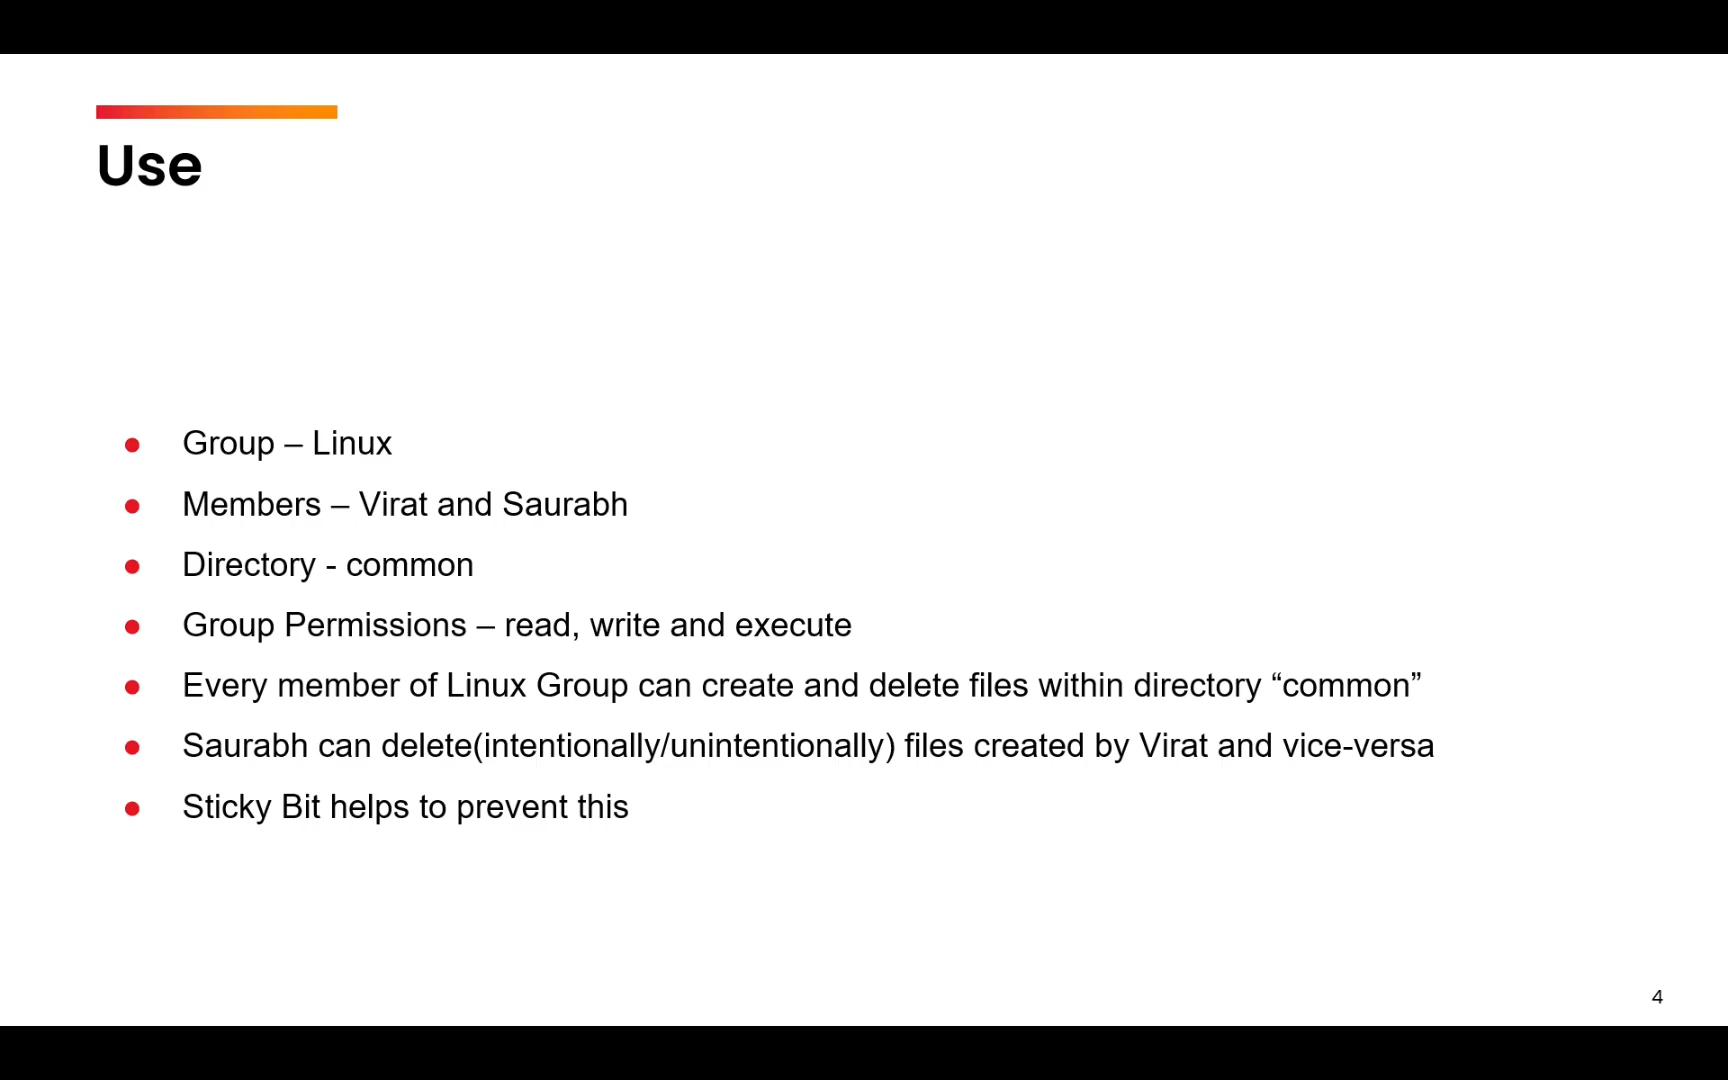 Use
● Group – Linux
● Members – Virat and Saurabh
● Directory - common
● Group Permissions – read, write and execute
● Every member of Linux Group can create and delete files within directory “common”
● Saurabh can delete(intentionally/unintentionally) files created by Virat and vice-versa
● Sticky Bit helps to prevent this
4